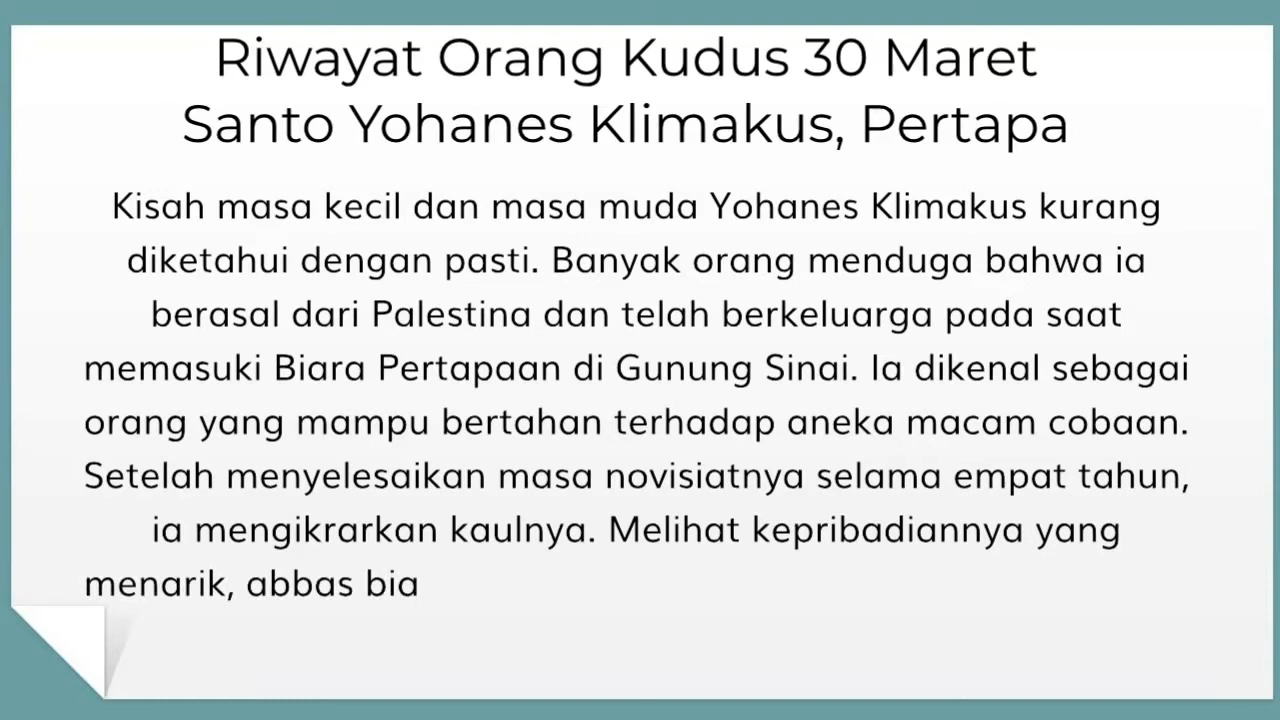 Riwayat Orang Kudus 30 Maret
Santo Yohanes Klimakus, Pertapa
Kisah masa kecil dan masa muda Yohanes Klimakus kurang
diketahui dengan pasti. Banyak orang menduga bahwa ia
berasal dari Palestina dan telah berkeluarga pada saat
memasuki Biara Pertapaan di Gunung Sinai. Ia dikenal sebagai
orang yang mampu bertahan terhadap aneka macam cobaan.
Setelah menyelesaikan masa novisiatnya selama empat tahun,
ia mengikrarkan kaulnya. Melihat kepribadiannya yang
menarik, abbas bia